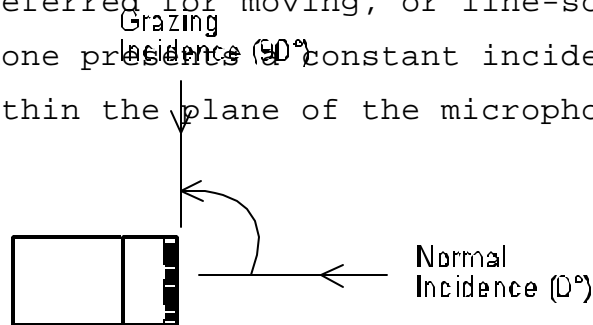 eferred for moving, or line-so
Grazing
Incidence (90°)
one presents a constant incide
thin the plane of the micropho
Normal
Incidence (0°)